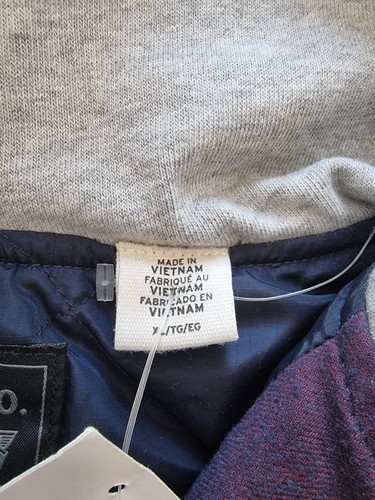 MADE IN
VIETNAM
FABRIQUÉ AU
VIETNAM
FABRICADO EN
VIETNAM
XL/TG/EG
O.